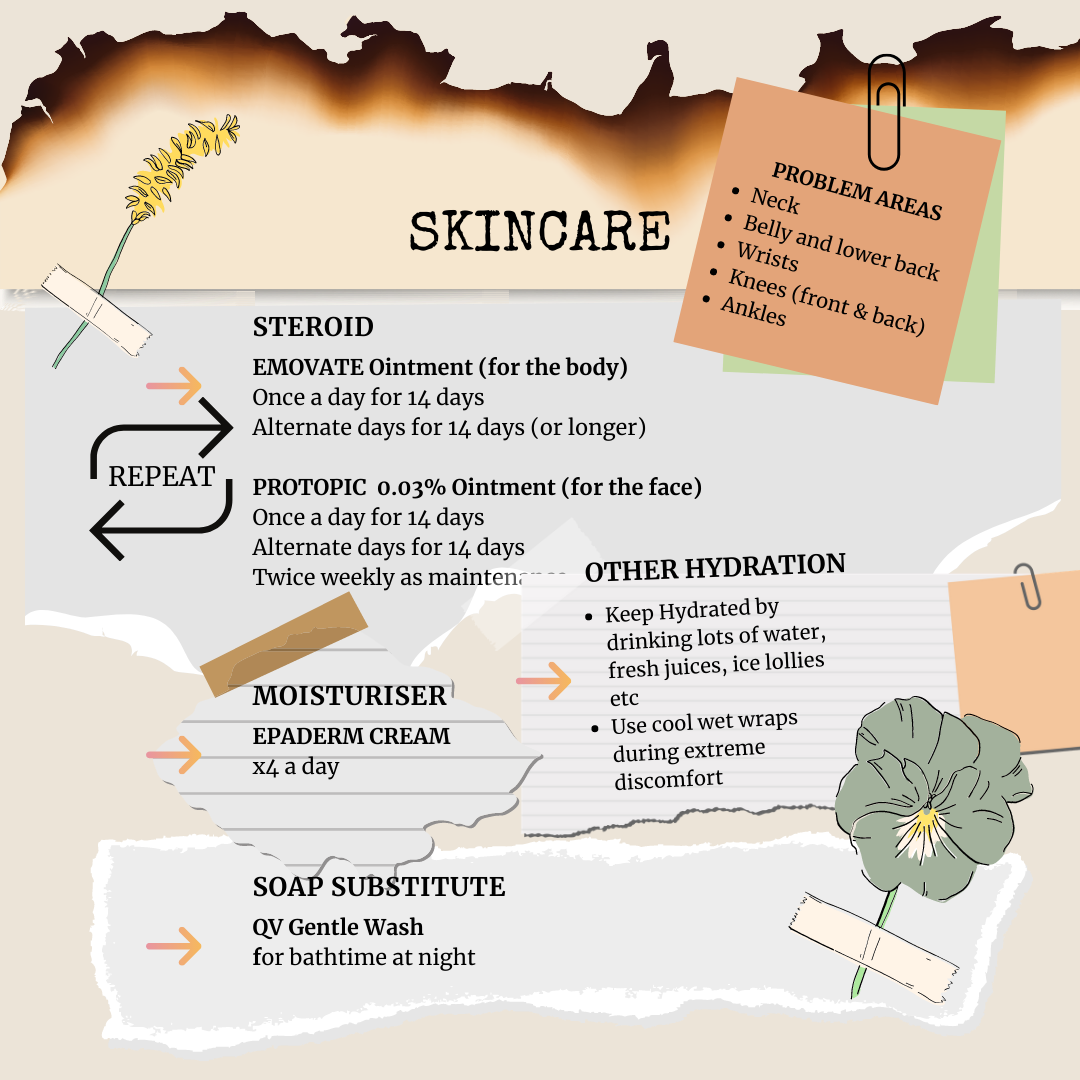 SKINCARE
PROBLEM AREAS
• Neck
• Belly and lower back
• Wrists
• Knees (front & back)
• Ankles
STEROID
EMOVATE Ointment (for the body)
Once a day for 14 days
Alternate days for 14 days (or longer)
REPEAT
PROTOPIC 0.03% Ointment (for the face)
Once a day for 14 days
Alternate days for 14 days
Twice weekly as maintenance
OTHER HYDRATION
• Keep Hydrated by
drinking lots of water,
fresh juices, ice lollies
etc
• Use cool wet wraps
during extreme
discomfort
MOISTURISER
EPADERM CREAM
x4 a day
SOAP SUBSTITUTE
QV Gentle Wash
for bathtime at night